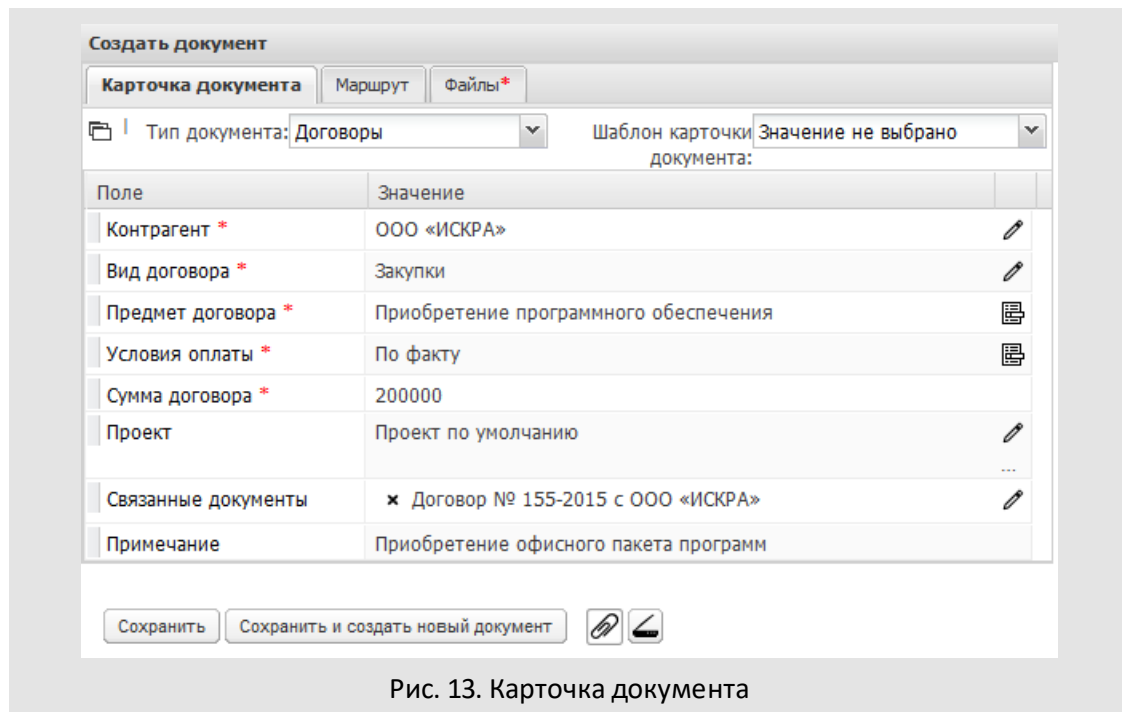 Создать документ
Карточка документа Маршрут Файлы*
Тип документа: Договоры Шаблон карточки документа: Значение не выбрано
Поле Значение
Контрагент * ООО «ИСКРА»
Вид договора * Закупки
Предмет договора * Приобретение программного обеспечения
Условия оплаты * По факту
Сумма договора * 200000
Проект Проект по умолчанию
...
Связанные документы × Договор № 155-2015 с ООО «ИСКРА»
Примечание Приобретение офисного пакета программ
Сохранить Сохранить и создать новый документ
Рис. 13. Карточка документа